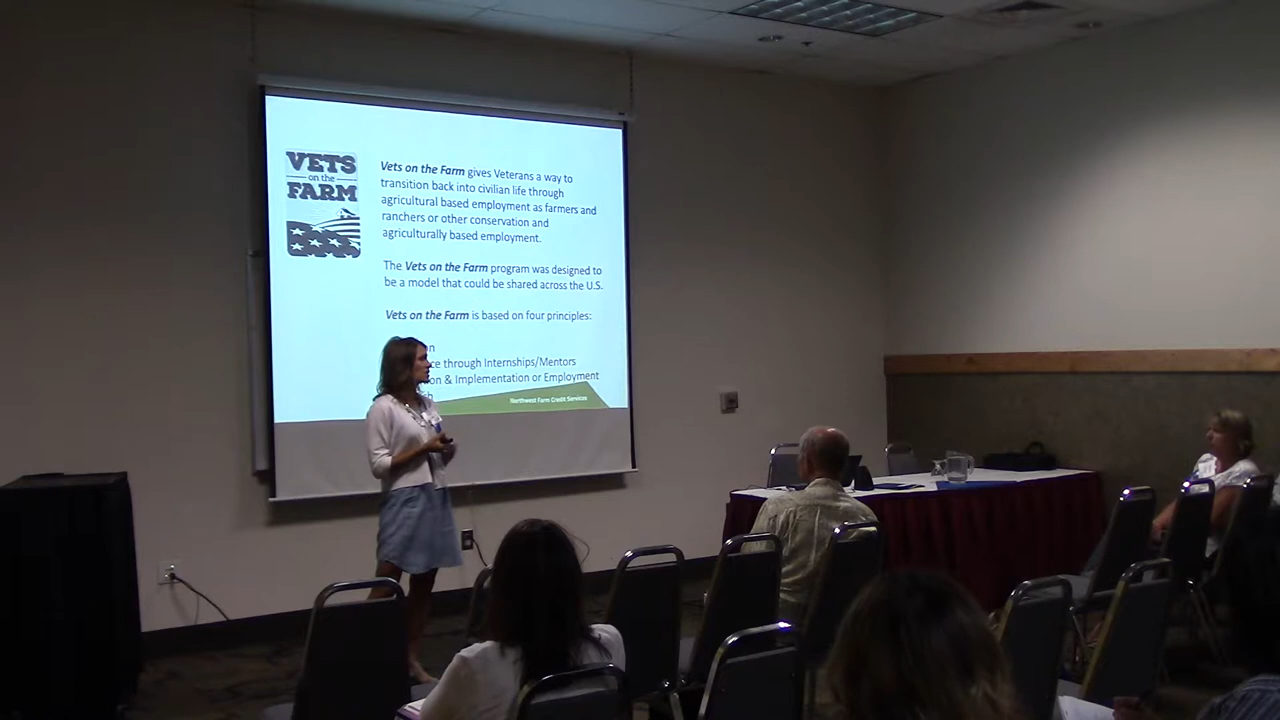 VETS
on the
FARM
Vets on the Farm gives Veterans a way to
transition back into civilian life through
agricultural based employment as farmers and
ranchers or other conservation and
agriculturally based employment.
The Vets on the Farm program was designed to
be a model that could be shared across the U.S.
Vets on the Farm is based on four principles:
through Internships/Mentors
& Implementation or Employment
Northwest Farm Credit Services